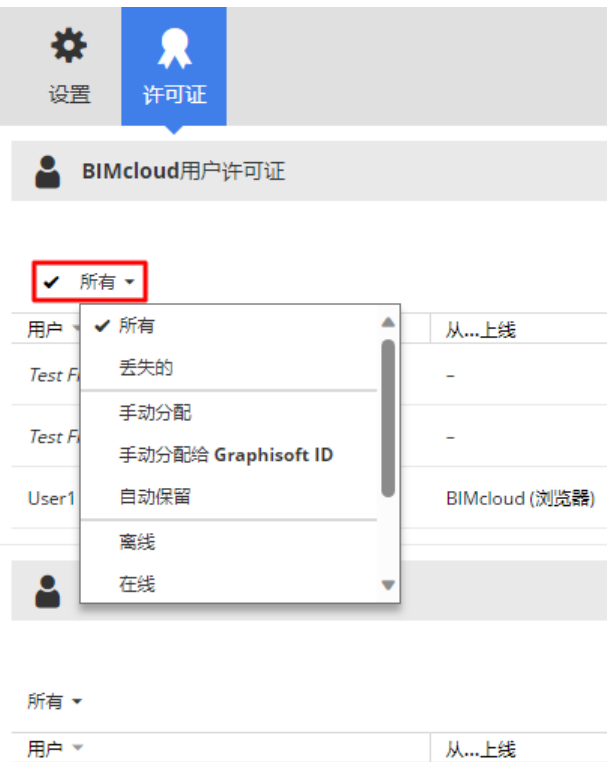 设置
许可证
BIMcloud用户许可证
所有
用户
从...上线
所有
丢失的
手动分配
手动分配给 Graphisoft ID
自动保留
离线
在线
Test
–
Test
–
User1
BIMcloud (浏览器)
所有
用户
从...上线